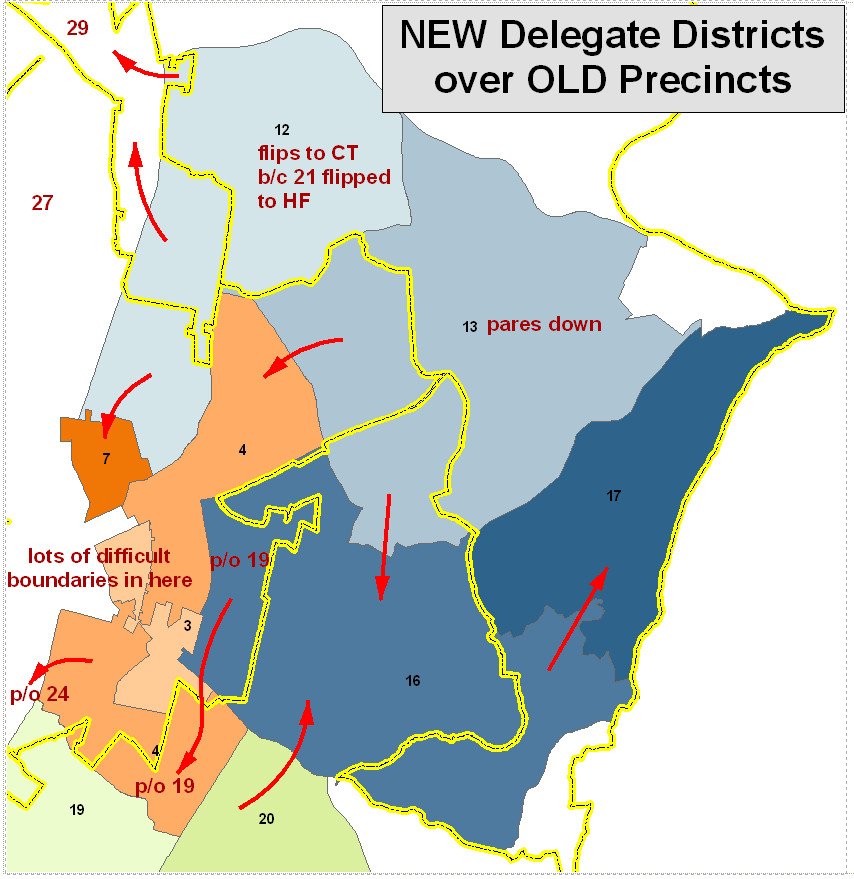 NEW Delegate Districts
over OLD Precincts
29
12
flips to CT
b/c 21 flipped
to HF
27
13 pares down
4
7
17
lots of difficult
boundaries in here
p/o 19
3
16
p/o 24
4
p/o 19
19
20